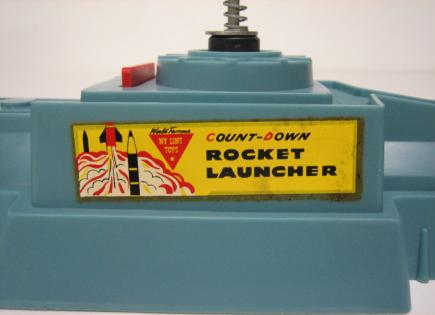 World Famous
NY LINT
TOYS
COUNT-DOWN
ROCKET
LAUNCHER